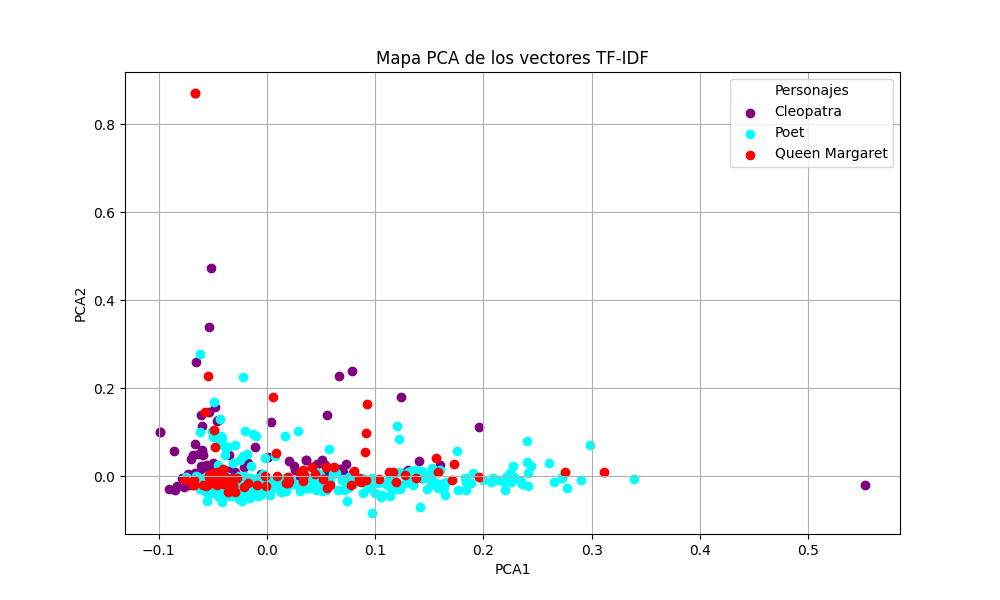 Mapa PCA de los vectores TF-IDF
Personajes
Cleopatra
Poet
Queen Margaret
0.8
0.6
0.4
0.2
0.0
PCA2
−0.1
0.0
0.1
0.2
0.3
0.4
0.5
PCA1